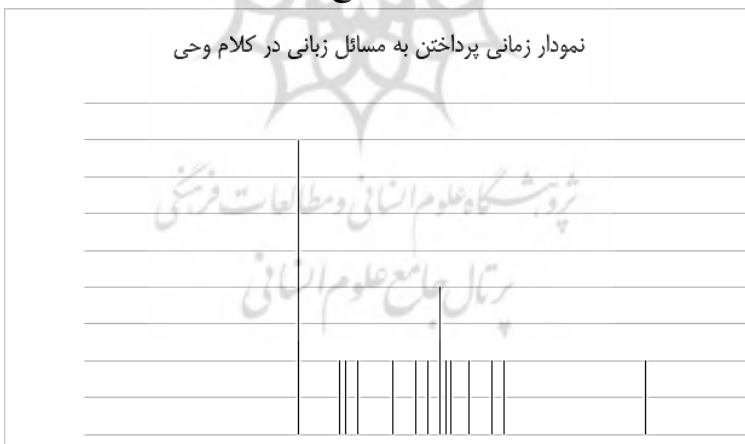 نمودار زمانی پرداختن به مسائل زبانی در کلام وحی
پژوهشگاه علوم انسانی و مطالعات فرهنگی
پرتال جامع علوم انسانی